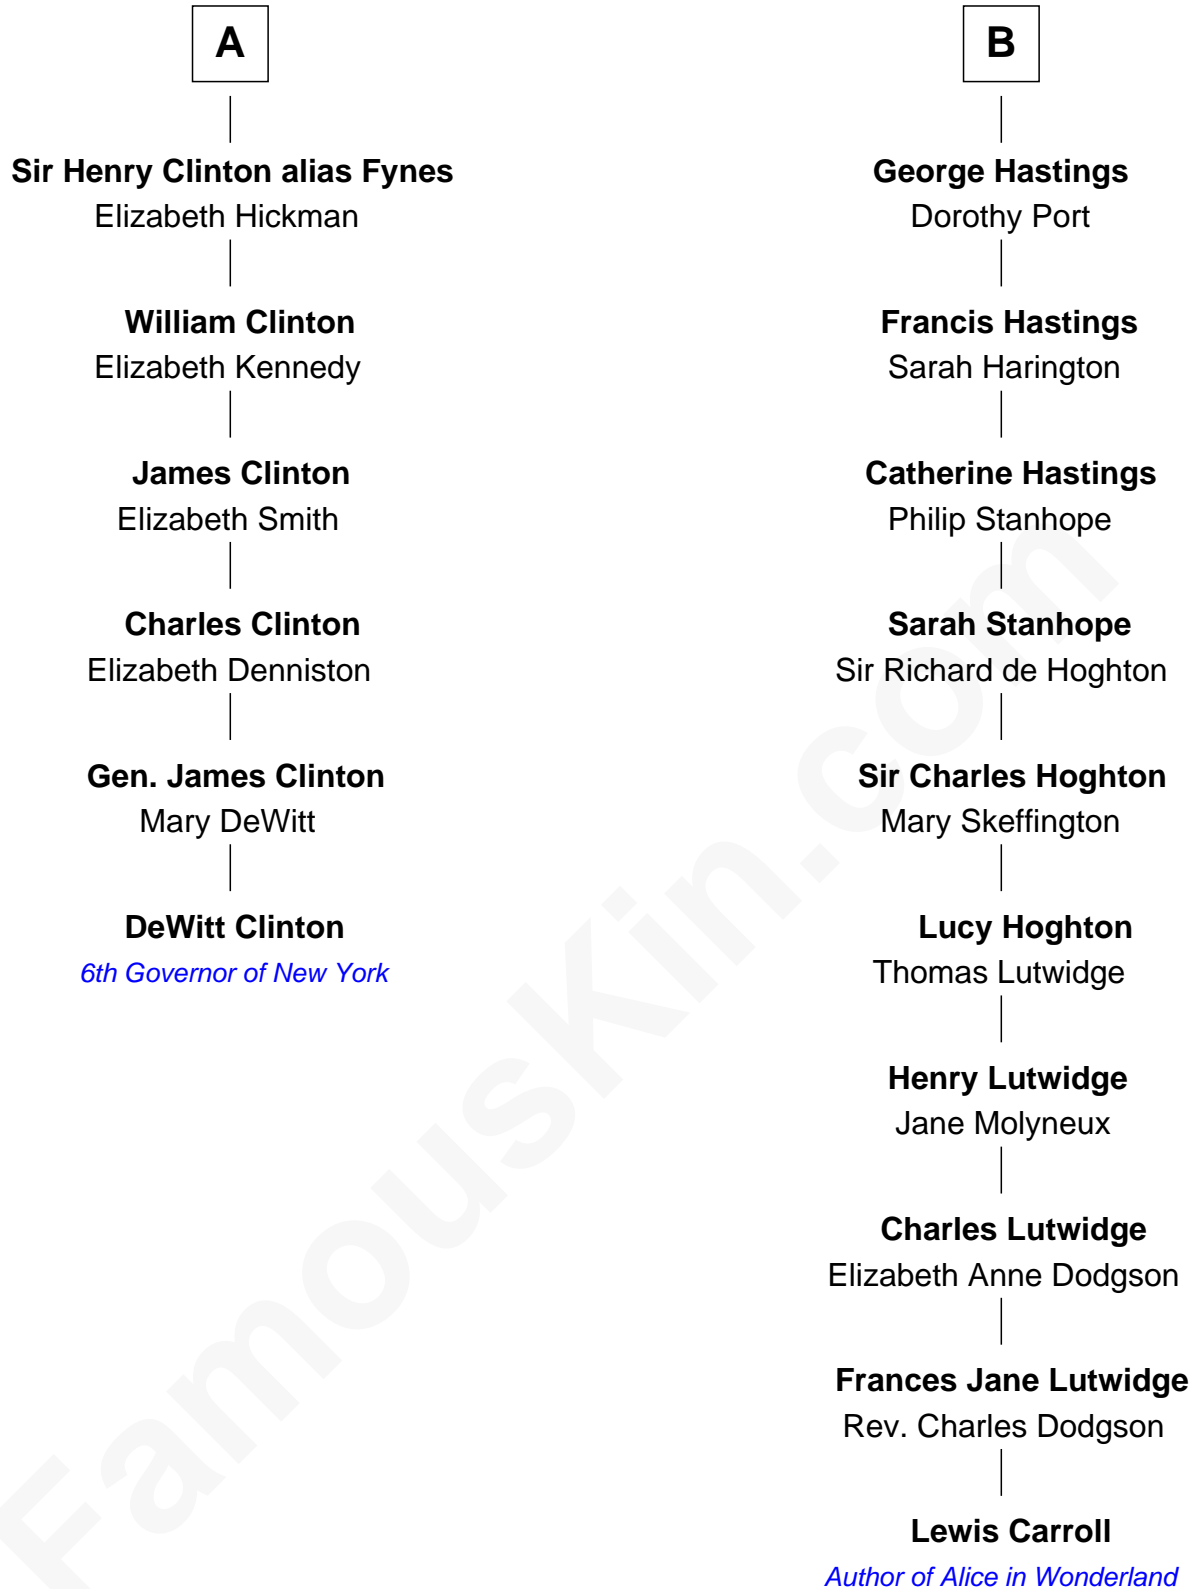 A
Sir Henry Clinton alias Fynes
Elizabeth Hickman
William Clinton
Elizabeth Kennedy
James Clinton
Elizabeth Smith
Charles Clinton
Elizabeth Denniston
Gen. James Clinton
Mary DeWitt
DeWitt Clinton
6th Governor of New York
B
George Hastings
Dorothy Port
Francis Hastings
Sarah Harington
Catherine Hastings
Philip Stanhope
Sarah Stanhope
Sir Richard de Hoghton
Sir Charles Hoghton
Mary Skeffington
Lucy Hoghton
Thomas Lutwidge
Henry Lutwidge
Jane Molyneux
Charles Lutwidge
Elizabeth Anne Dodgson
Frances Jane Lutwidge
Rev. Charles Dodgson
Lewis Carroll
Author of Alice in Wonderland
FamousKin.com